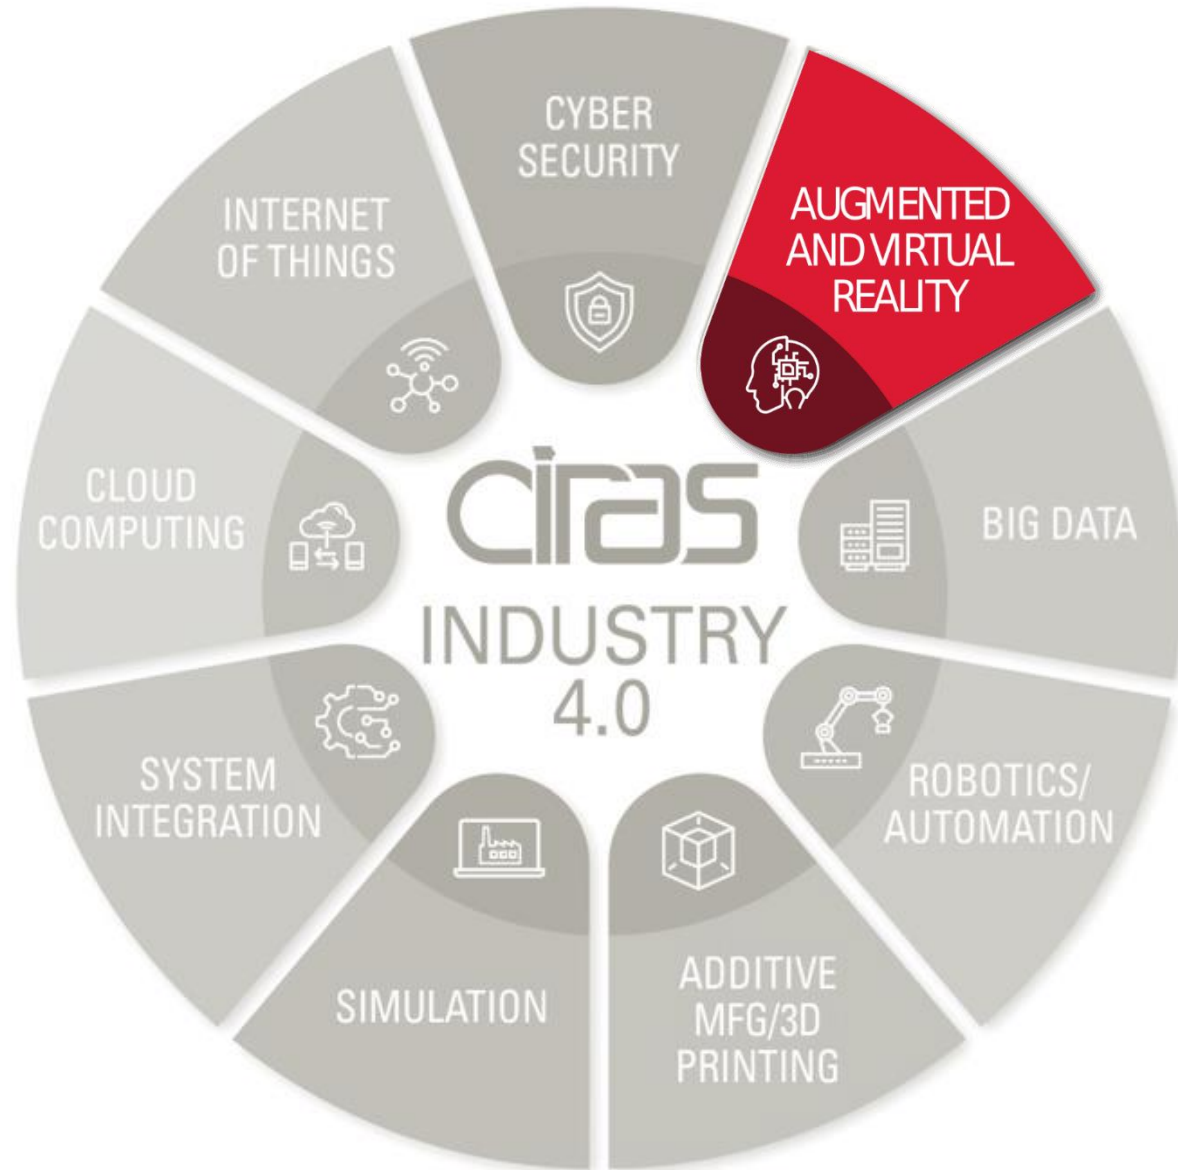 CYBER
SECURITY
AUGMENTED
AND VIRTUAL
REALITY
BIG DATA
ROBOTICS/
AUTOMATION
ADDITIVE
MFG/3D
PRINTING
SIMULATION
SYSTEM
INTEGRATION
CLOUD
COMPUTING
INTERNET
OF THINGS
ciras
INDUSTRY
4.0